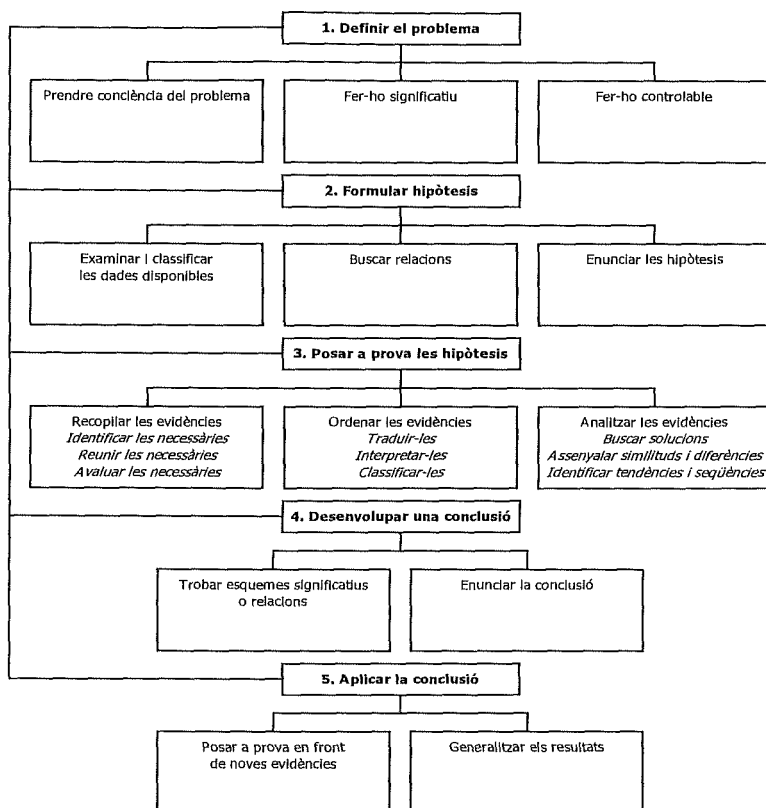 1. Definir el problema
Prendre conciència del problema
Fer-ho significatiu
Fer-ho controlable
2. Formular hipòtesis
Examinar i classificar
les dades disponibles
Buscar relacions
Enunciar les hipòtesis
3. Posar a prova les hipòtesis
Recopilar les evidències
Identificar les necessàries
Reunir les necessàries
Avaluar les necessàries
Ordenar les evidències
Traduir-les
Interpretar-les
Classificar-les
Analitzar les evidències
Buscar solucions
Assenyalar similituds i diferències
Identificar tendències i seqüències
4. Desenvolupar una conclusió
Trobar esquemes significatius
o relacions
Enunciar la conclusió
5. Aplicar la conclusió
Posar a prova en front
de noves evidències
Generalitzar els resultats